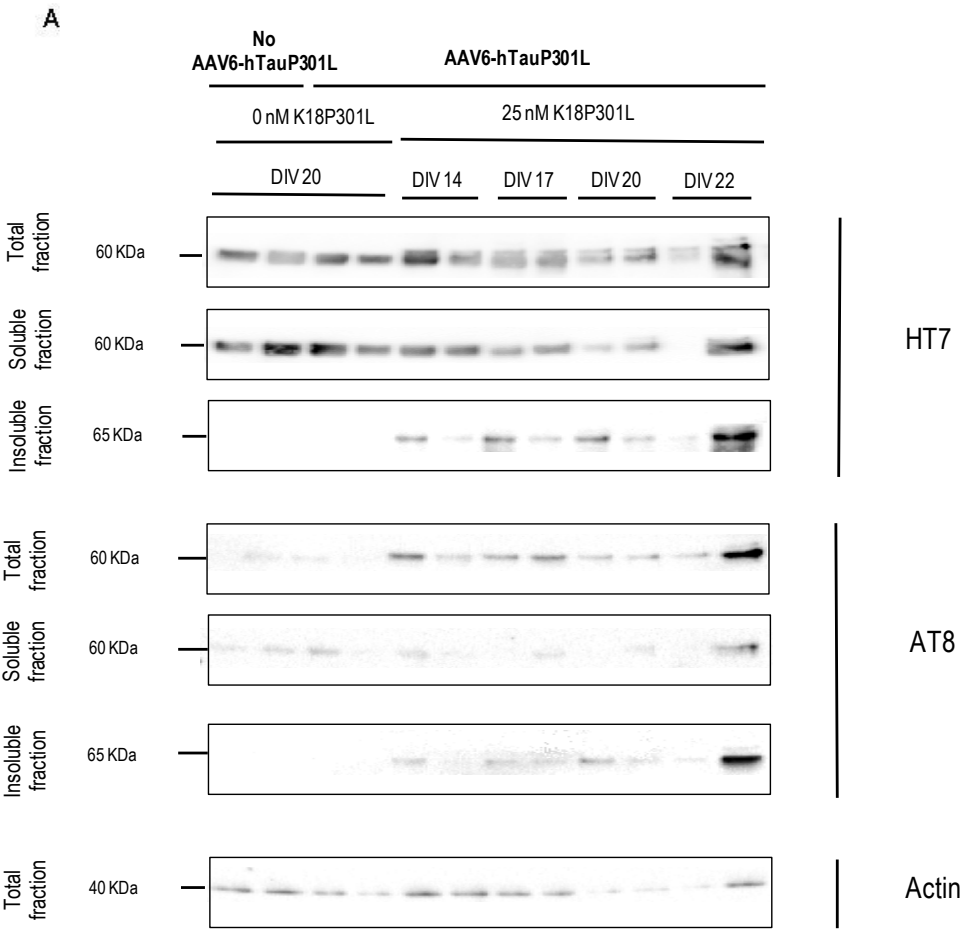 A
No
AAV6-hTauP301L
AAV6-hTauP301L
0 nM K18P301L
25 nM K18P301L
DIV 20
DIV 14
DIV 17
DIV 20
DIV 22
Total
fraction
60 KDa
Soluble
fraction
60 KDa
HT7
Insoluble
fraction
65 KDa
Total
fraction
60 KDa
Soluble
fraction
60 KDa
AT8
Insoluble
fraction
65 KDa
Total
fraction
40 KDa
Actin